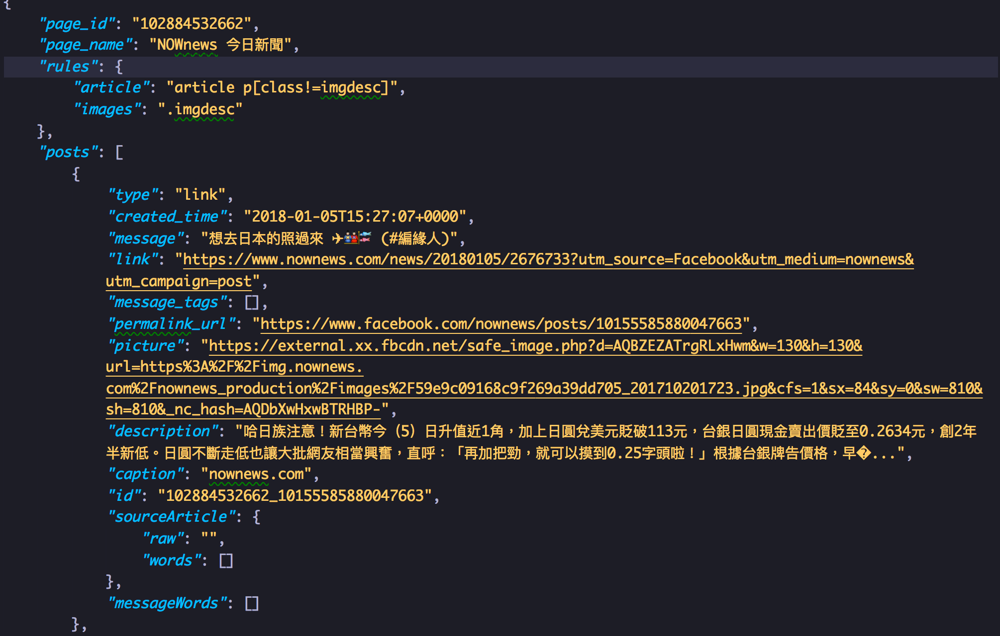 {
"page_id": "102884532662",
"page_name": "NOWnews 今日新聞",
"rules": {
"article": "article p[class!=imgdesc]",
"images": ".imgdesc"
},
"posts": [
{
"type": "link",
"created_time": "2018-01-05T15:27:07+0000",
"message": "想去日本的照過來 ✈🎎🎏 (#編緣人)",
"link": "https://www.nownews.com/news/20180105/2676733?utm_source=Facebook&utm_medium=nownews&
utm_campaign=post",
"message_tags": [],
"permalink_url": "https://www.facebook.com/nownews/posts/10155585880047663",
"picture": "https://external.xx.fbcdn.net/safe_image.php?d=AQBZEZATrgRLxHwm&w=130&h=130&
url=https%3A%2F%2Fimg.nownews.
com%2Fnownews_production%2Fimages%2F59e9c09168c9f269a39dd705_201710201723.jpg&cfs=1&sx=84&sy=0&sw=810&
sh=810&_nc_hash=AQDbXwHxwBTRHBP-",
"description": "哈日族注意！新台幣今（5）日升值近1角，加上日圓兌美元貶破113元，台銀日圓現金賣出價貶至0.2634元，創2年
半新低。日圓不斷走低也讓大批網友相當興奮，直呼：「再加把勁，就可以摸到0.25字頭啦！」根據台銀牌告價格，早�...",
"caption": "nownews.com",
"id": "102884532662_10155585880047663",
"sourceArticle": {
"raw": "",
"words": []
},
"messageWords": []
},